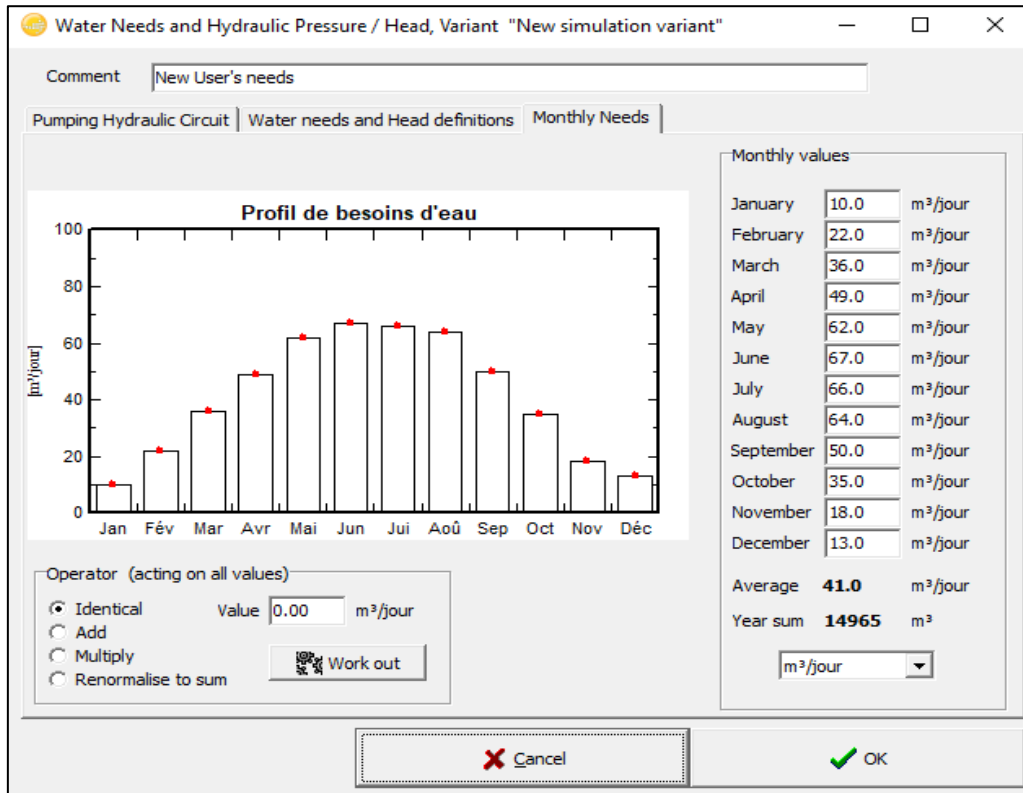 Water Needs and Hydraulic Pressure / Head, Variant "New simulation variant"
Comment New User's needs
Pumping Hydraulic Circuit Water needs and Head definitions Monthly Needs
Profil de besoins d'eau
100
80
60
40
20
0
[m³/jour]
Jan Fév Mar Avr Mai Jun Jui Aoû Sep Oct Nov Déc
Operator (acting on all values)
Identical Value 0.00 m³/jour
Add
Multiply
Renormalise to sum
Work out
Monthly values
January 10.0 m³/jour
February 22.0 m³/jour
March 36.0 m³/jour
April 49.0 m³/jour
May 62.0 m³/jour
June 67.0 m³/jour
July 66.0 m³/jour
August 64.0 m³/jour
September 50.0 m³/jour
October 35.0 m³/jour
November 18.0 m³/jour
December 13.0 m³/jour
Average 41.0 m³/jour
Year sum 14965 m³
m³/jour
Cancel OK